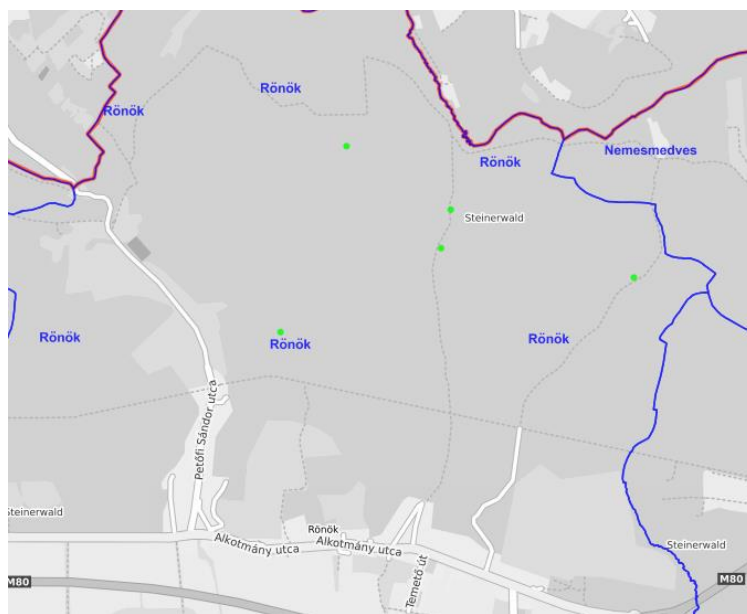 Rönök
Rönök
Rönök
Nemesmedves
Steinerwald
Rönök
Rönök
Rönök
Petőfi Sándor utca
Steinerwald
Rönök
Alkotmány utca
Alkotmány utca
Temető út
Steinerwald
M80
M80